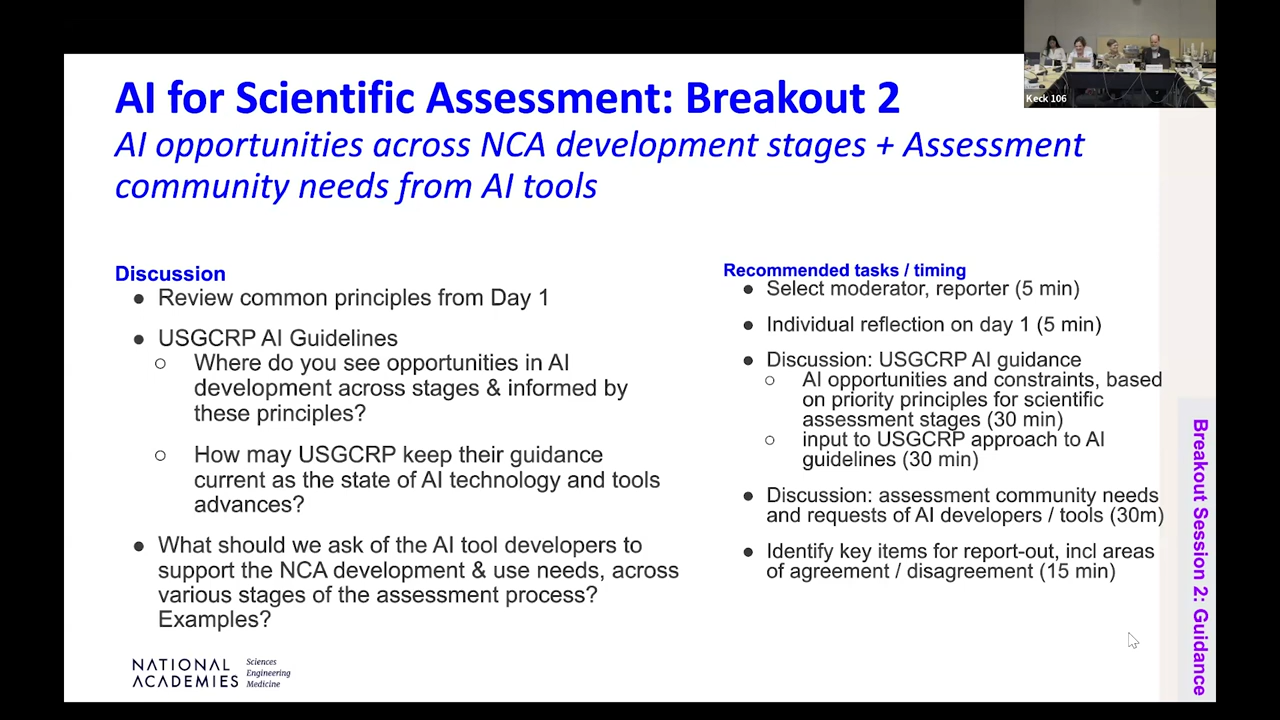 Keck 106
AI for Scientific Assessment: Breakout 2
AI opportunities across NCA development stages + Assessment
community needs from AI tools
Discussion
● Review common principles from Day 1
● USGCRP AI Guidelines
○ Where do you see opportunities in AI
development across stages & informed by
these principles?
○ How may USGCRP keep their guidance
current as the state of AI technology and tools
advances?
● What should we ask of the AI tool developers to
support the NCA development & use needs, across
various stages of the assessment process?
Examples?
Recommended tasks / timing
● Select moderator, reporter (5 min)
● Individual reflection on day 1 (5 min)
● Discussion: USGCRP AI guidance
○ AI opportunities and constraints, based
on priority principles for scientific
assessment stages (30 min)
○ input to USGCRP approach to AI
guidelines (30 min)
● Discussion: assessment community needs
and requests of AI developers / tools (30m)
● Identify key items for report-out, incl areas
of agreement / disagreement (15 min)
Breakout Session 2: Guidance
NATIONAL
ACADEMIES
Sciences
Engineering
Medicine